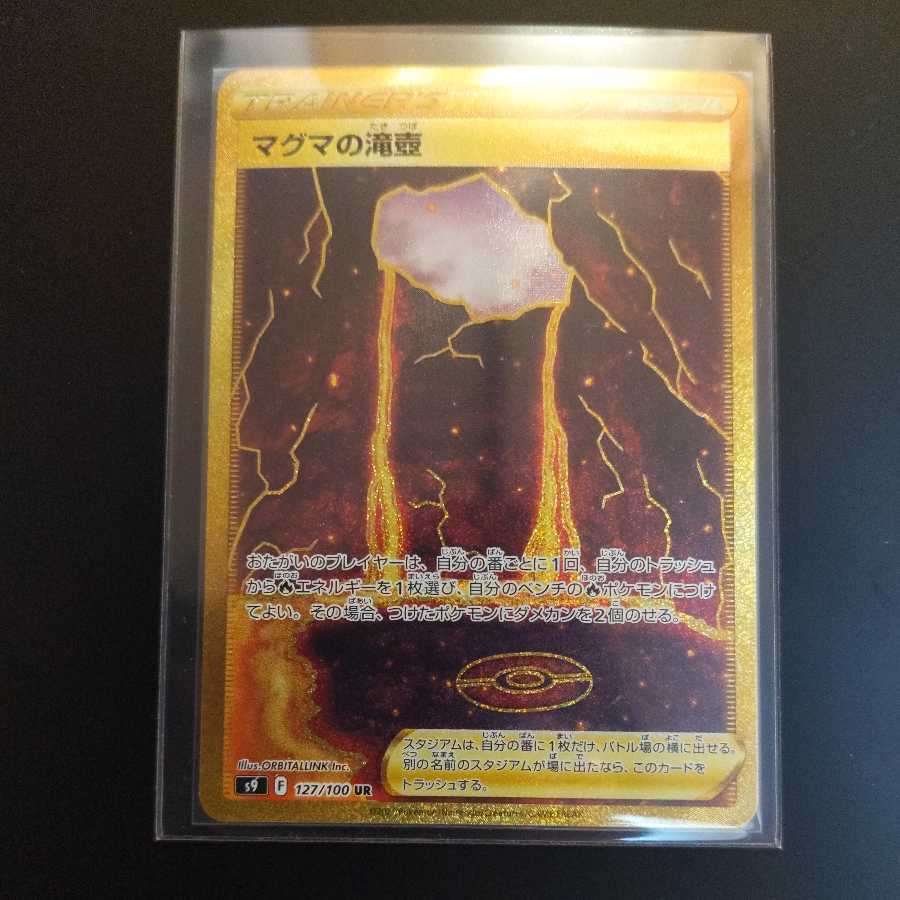 TRAINER'S
マグマの滝壺
おたがいのプレイヤーは、自分の番ごとに1回、自分のトラッシュ
からエネルギーを1枚選び、自分のベンチのポケモンにつけ
てよい。その場合、つけたポケモンにダメカンを2個のせる。
スタジアムは、自分の番に1枚だけ、バトル場の横に出せる。
別の名前のスタジアムが場に出たなら、このカードを
トラッシュする。
Illus.ORBITALLINK Inc.
s9 F 127/100 UR